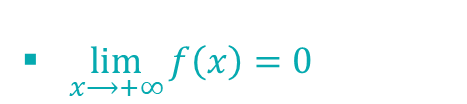 ▪ lim f(x) = 0
x⟶+∞